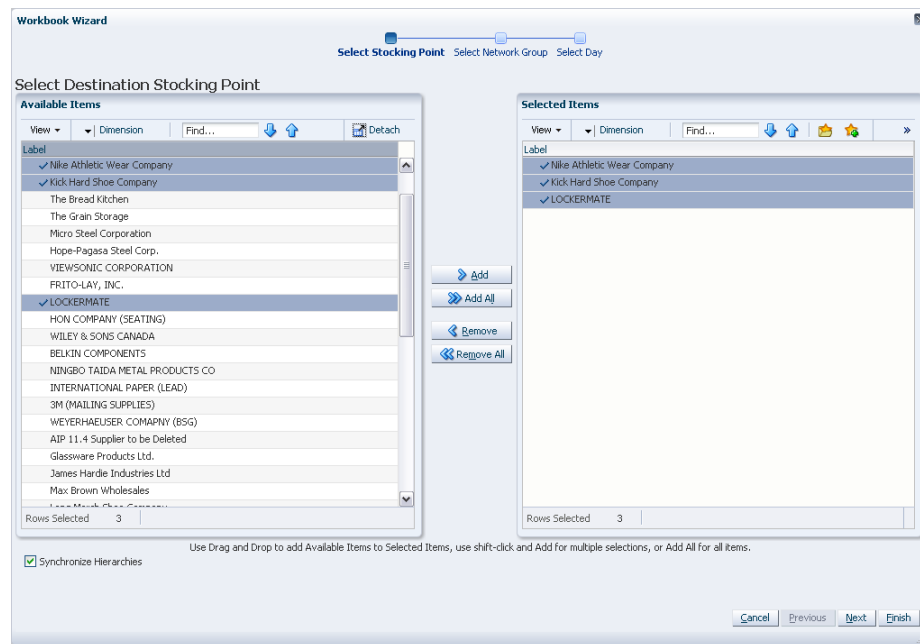 Workbook Wizard
Select Stocking Point Select Network Group Select Day
Select Destination Stocking Point
Available Items
View Dimension Find... Detach
Label
Nike Athletic Wear Company
Kick Hard Shoe Company
The Bread Kitchen
The Grain Storage
Micro Steel Corporation
Hope-Pagasa Steel Corp.
VIEWSONIC CORPORATION
FRITO-LAY, INC.
LOCKERMATE
HON COMPANY (SEATING)
WILEY & SONS CANADA
BELKIN COMPONENTS
NINGBO TAIDA METAL PRODUCTS CO
INTERNATIONAL PAPER (LEAD)
3M (MAILING SUPPLIES)
WEYERHAEUSER COMAPNY (BSG)
AIP 11.4 Supplier to be Deleted
Glassware Products Ltd.
James Hardie Industries Ltd
Max Brown Wholesales
Long March Shoe Company
Rows Selected 3
Add
Add All
Remove
Remove All
Selected Items
View Dimension Find... »
Label
Nike Athletic Wear Company
Kick Hard Shoe Company
LOCKERMATE
Rows Selected 3
Use Drag and Drop to add Available Items to Selected Items, use shift-click and Add for multiple selections, or Add All for all items.
Synchronize Hierarchies
Cancel Previous Next Finish